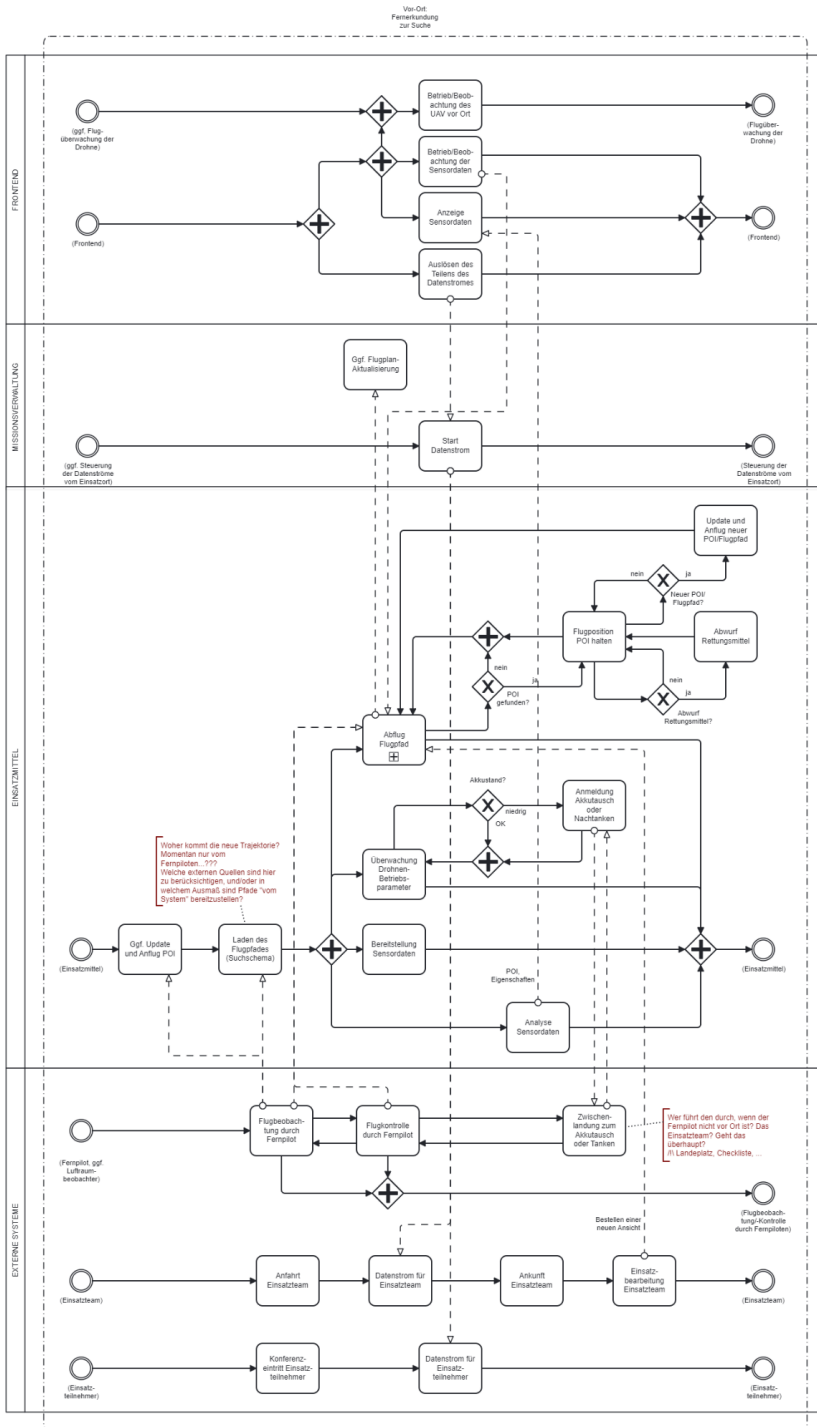 Vor-Ort:
Fernerkundung
zur Suche
FRONTEND
(ggf. Flug-
überwachung der
Drohne)
Betrieb/Beob-
achtung des
UAV vor Ort
(Flugüber-
wachung der
Drohne)
Betrieb/Beob-
achtung der
Sensordaten
Anzeige
Sensordaten
(Frontend)
(Frontend)
Auslösen des
Teilens des
Datenstromes
MISSIONSVERWALTUNG
Ggf. Flugplan-
Aktualisierung
Start
Datenstrom
(ggf. Steuerung
der Datenströme
vom Einsatzort)
(Steuerung der
Datenströme vom
Einsatzort)
EINSATZMITTEL
Update und
Anflug neuer
POI/Flugpfad
nein
ja
Neuer POI/
Flugpfad?
Flugposition
POI halten
Abwurf
Rettungsmittel
nein
ja
POI
gefunden?
nein
ja
Abwurf
Rettungsmittel?
Abflug
Flugpfad
Akkustand?
niedrig
OK
Anmeldung
Akkutausch
oder
Nachtanken
Überwachung
Drohnen-
Betriebs-
parameter
Woher kommt die neue Trajektorie?
Momentan nur vom
Fernpiloten...???
Welche externen Quellen sind hier
zu berücksichtigen, und/oder in
welchem Ausmaß sind Pfade "vom
System" bereitzustellen?
(Einsatzmittel)
Ggf. Update
und Anflug POI
Laden des
Flugpfades
(Suchschema)
Bereitstellung
Sensordaten
(Einsatzmittel)
POI,
Eigenschaften
Analyse
Sensordaten
EXTERNE SYSTEME
(Fernpilot, ggf.
Luftraum-
beobachter)
Flugbeobach-
tung durch
Fernpilot
Flugkontrolle
durch Fernpilot
Zwischen-
landung zum
Akkutausch
oder Tanken
Wer führt den durch, wenn der
Fernpilot nicht vor Ort ist? Das
Einsatzteam? Geht das
überhaupt?
/!\ Landeplatz, Checkliste, ...
(Flugbeobach-
tung/-Kontrolle
durch Fernpiloten)
Bestellen einer
neuen Ansicht
(Einsatzteam)
Anfahrt
Einsatzteam
Datenstrom für
Einsatzteam
Ankunft
Einsatzteam
Einsatz-
bearbeitung
Einsatzteam
(Einsatzteam)
(Einsatz-
teilnehmer)
Konferenz-
eintritt Einsatz-
teilnehmer
Datenstrom für
Einsatz-
teilnehmer
(Einsatz-
teilnehmer)